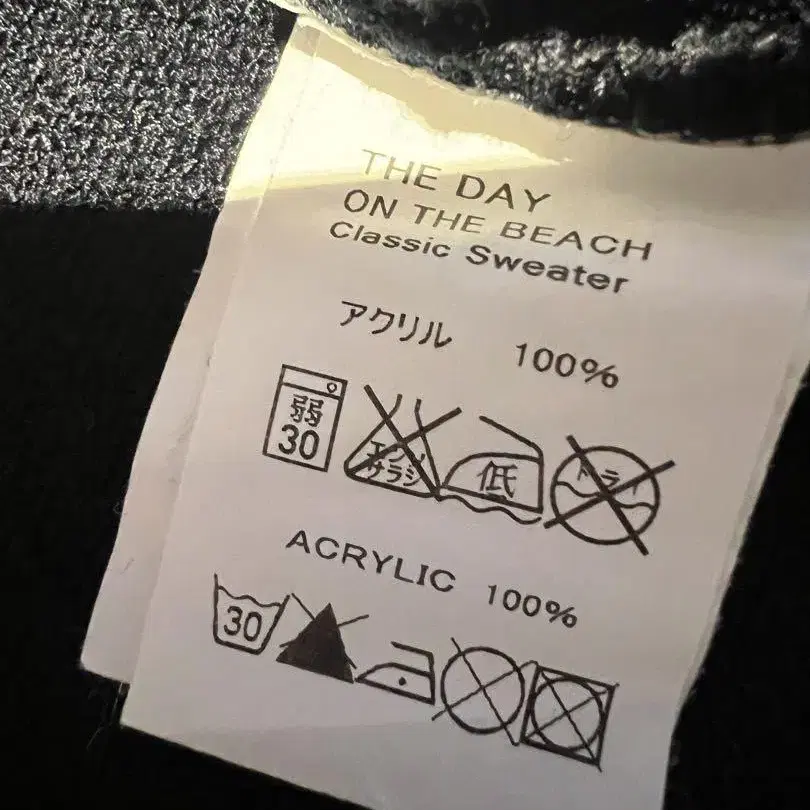 THE DAY
ON THE BEACH
Classic Sweater
アクリル 100%
弱
30
エンソ
サラシ
低
ドライ
ACRYLIC 100%
30